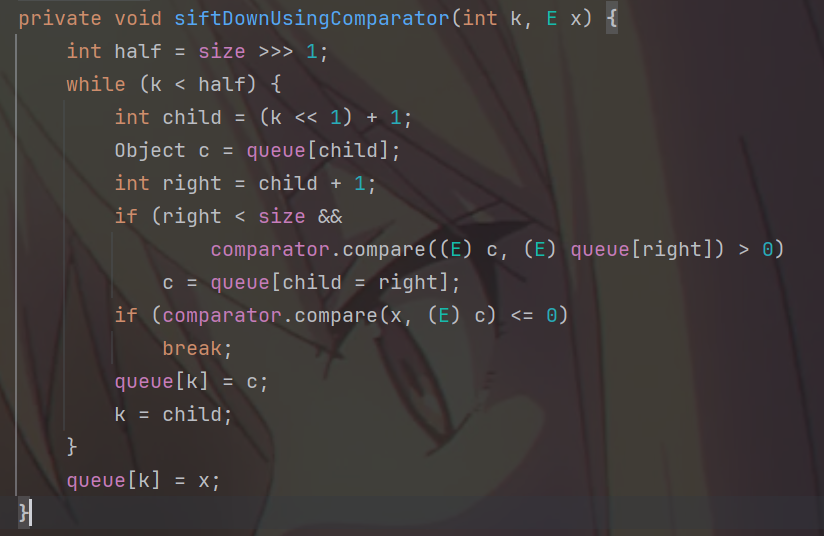 private void siftDownUsingComparator(int k, E x) {
    int half = size >>> 1;
    while (k < half) {
        int child = (k << 1) + 1;
        Object c = queue[child];
        int right = child + 1;
        if (right < size &&
                comparator.compare((E) c, (E) queue[right]) > 0)
            c = queue[child = right];
        if (comparator.compare(x, (E) c) <= 0)
            break;
        queue[k] = c;
        k = child;
    }
    queue[k] = x;
}